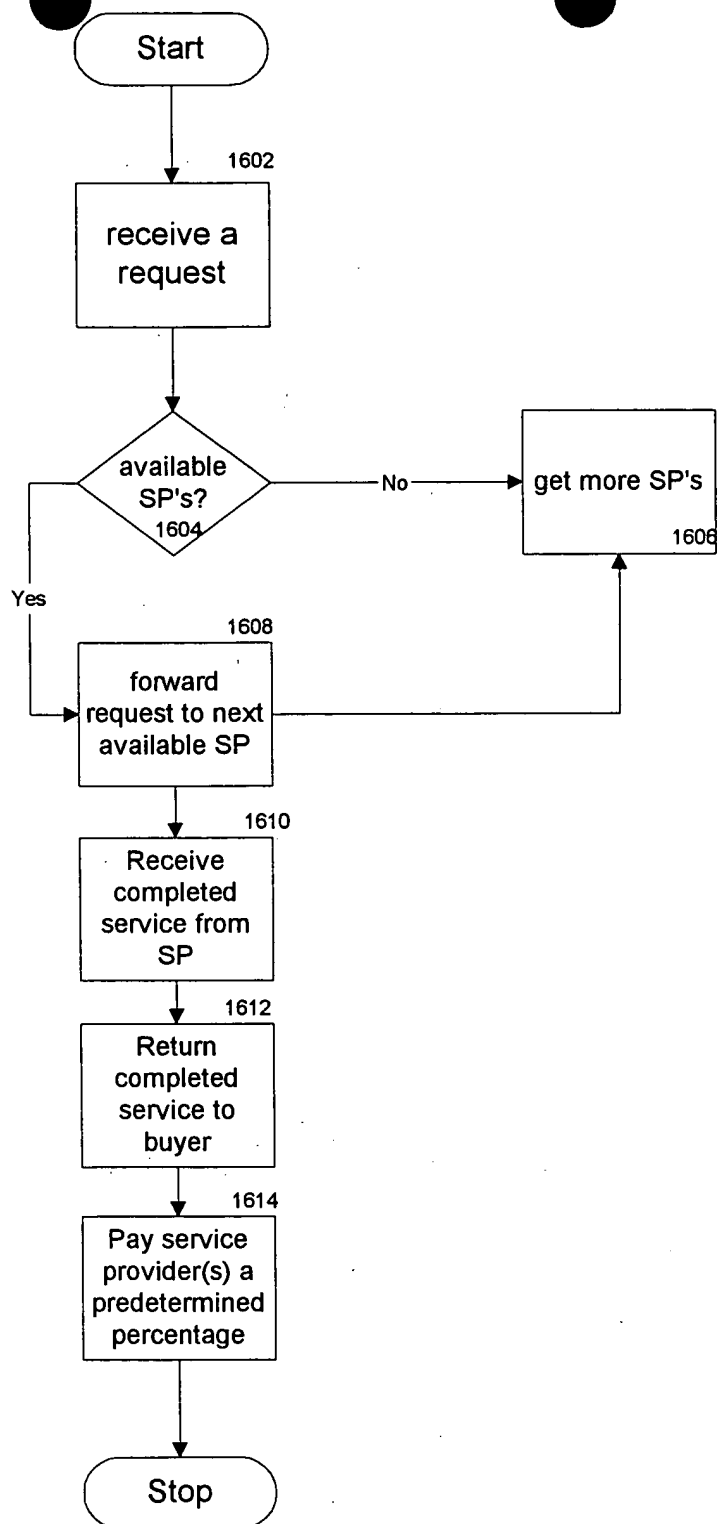 Start
1602
receive a
request
available
SP's?
1604
No
get more SP's
1606
Yes
1608
forward
request to next
available SP
1610
Receive
completed
service from
SP
1612
Return
completed
service to
buyer
1614
Pay service
provider(s) a
predetermined
percentage
Stop